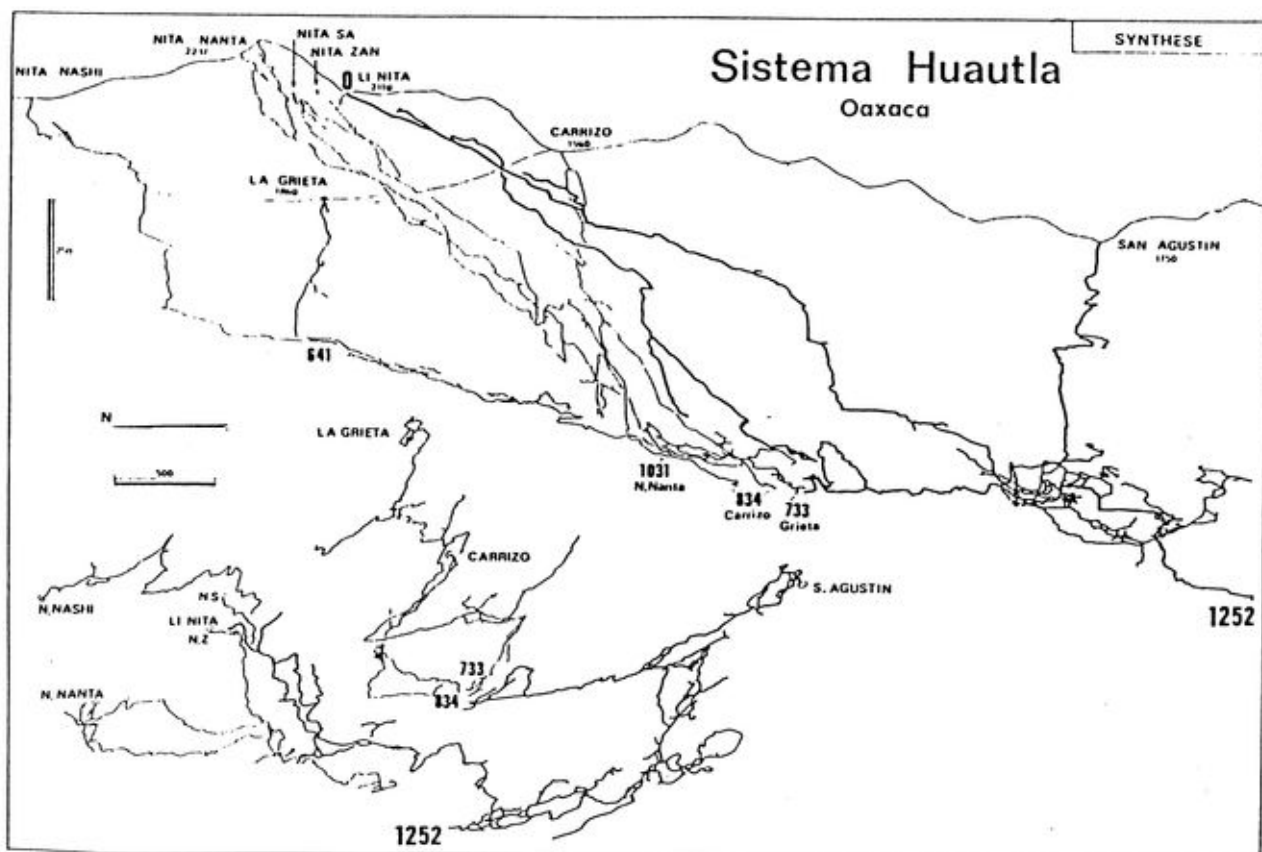 SYNTHESE
Sistema Huautla
Oaxaca
NITA NASHI
NITA NANTA
NITA SA
NITA ZAN
0
LI NITA
CARRIZO
LA GRIETA
SAN AGUSTIN
1750
641
N
500
1031
N,Nanta
834
Carrizo
733
Grieta
1252
LA GRIETA
CARRIZO
S. AGUSTIN
N,NASHI
N S
LI NITA
N.Z
N, NANTA
733
834
1252